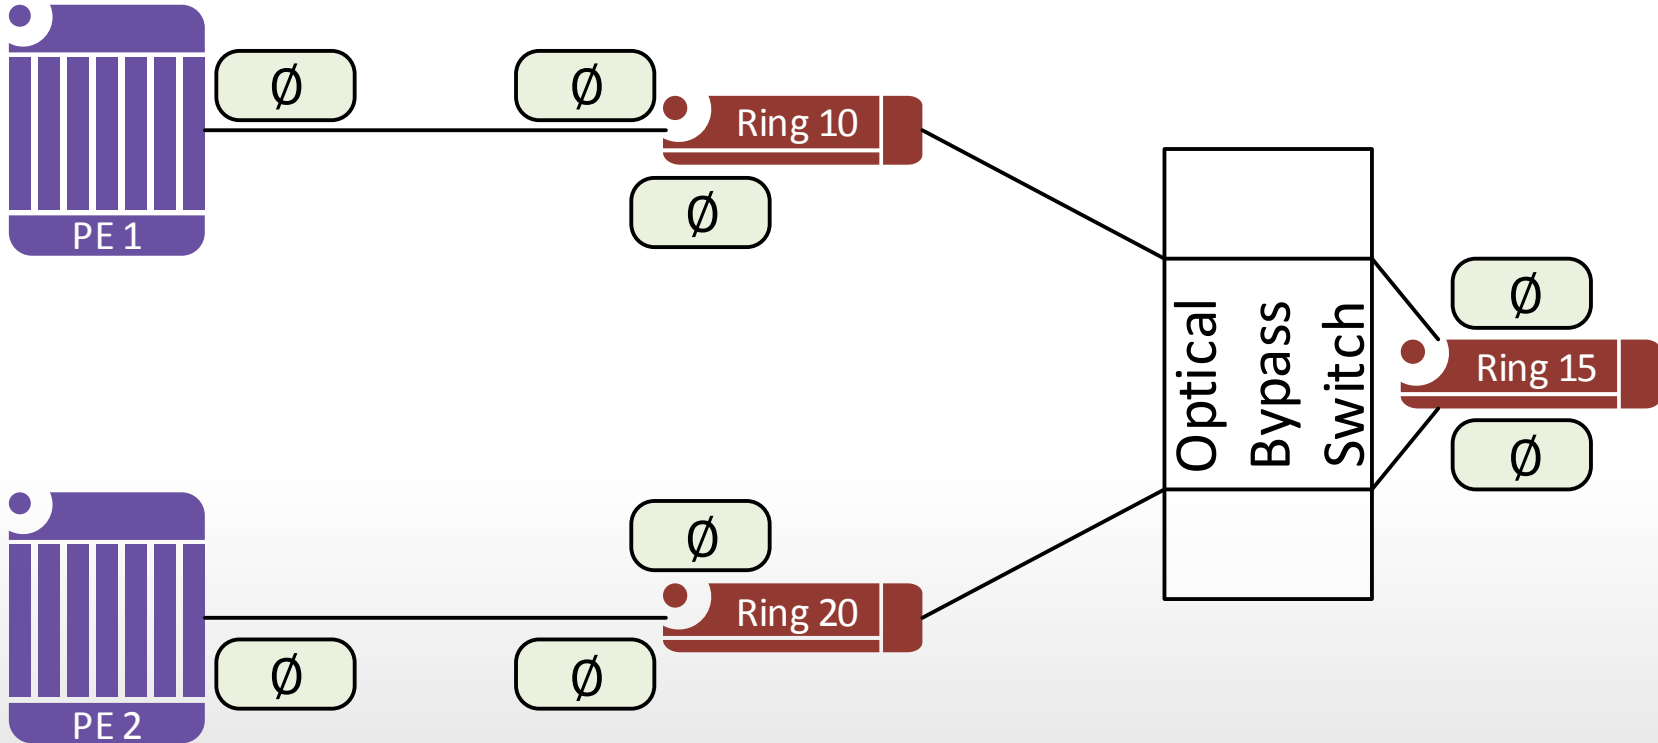 Ø
Ø
Ring 10
Ø
PE 1
Optical
Bypass
Switch
Ø
Ring 15
Ø
Ø
Ring 20
Ø
Ø
PE 2